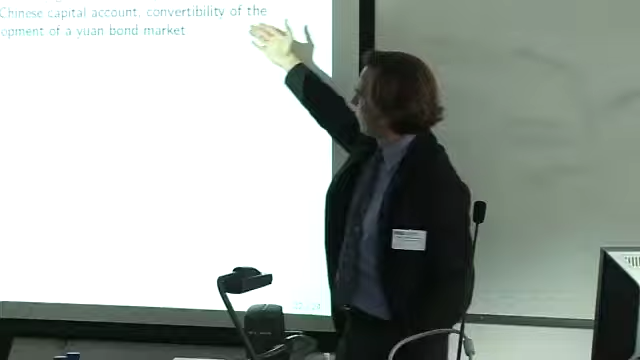 Chinese capital account, convertibility of the
opment of a yuan bond market